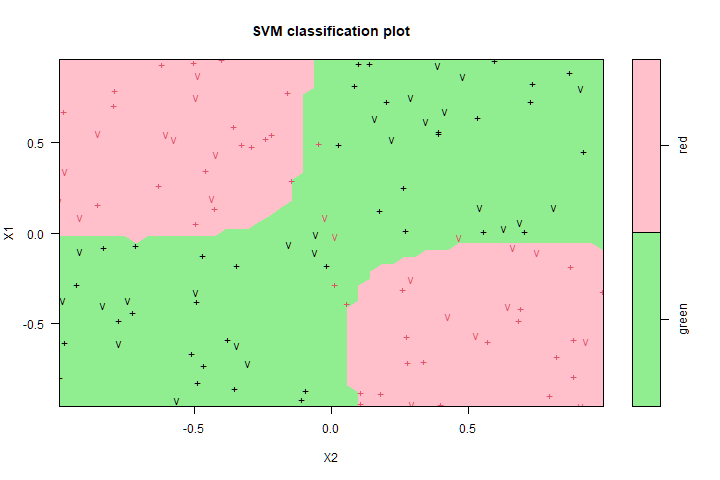 SVM classification plot
red
green
X1
0.5
0.0
-0.5
-0.5
0.0
0.5
X2